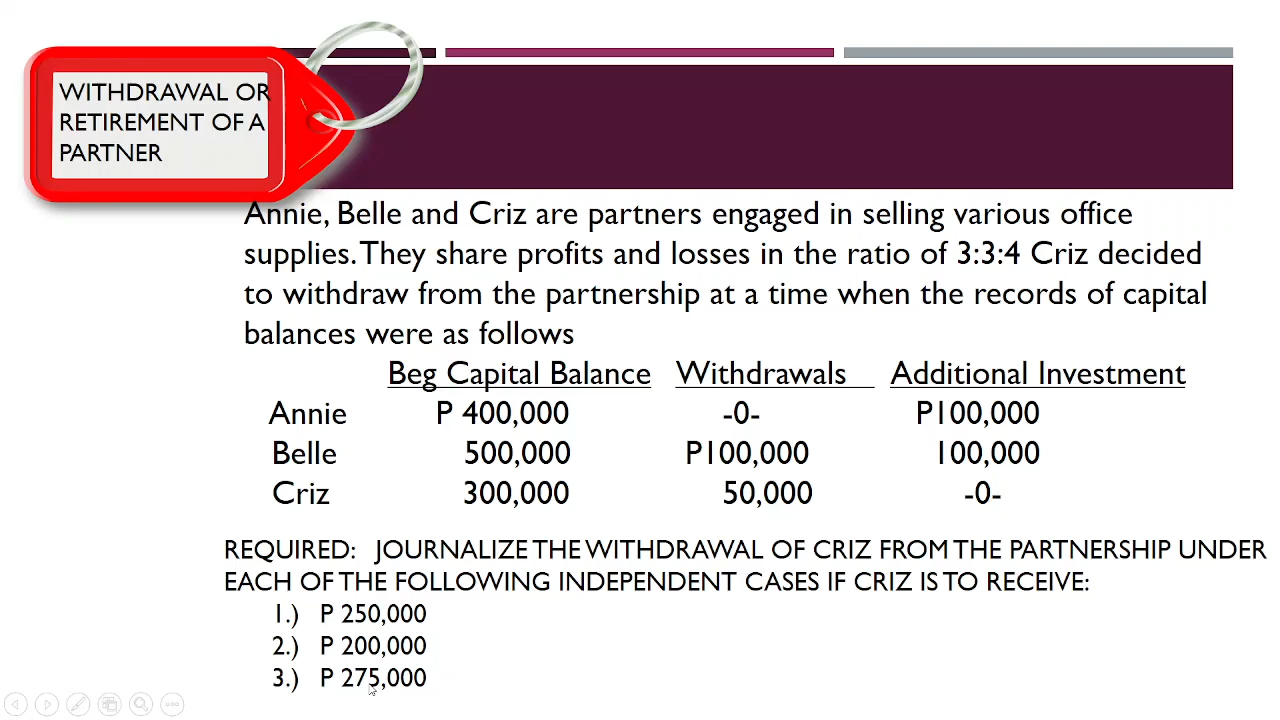 WITHDRAWAL OR
RETIREMENT OF A
PARTNER
Annie, Belle and Criz are partners engaged in selling various office
supplies. They share profits and losses in the ratio of 3:3:4 Criz decided
to withdraw from the partnership at a time when the records of capital
balances were as follows
Beg Capital Balance Withdrawals Additional Investment
Annie P 400,000 -0- P100,000
Belle 500,000 P100,000 100,000
Criz 300,000 50,000 -0-
REQUIRED: JOURNALIZE THE WITHDRAWAL OF CRIZ FROM THE PARTNERSHIP UNDER
EACH OF THE FOLLOWING INDEPENDENT CASES IF CRIZ IS TO RECEIVE:
1.) P 250,000
2.) P 200,000
3.) P 275,000